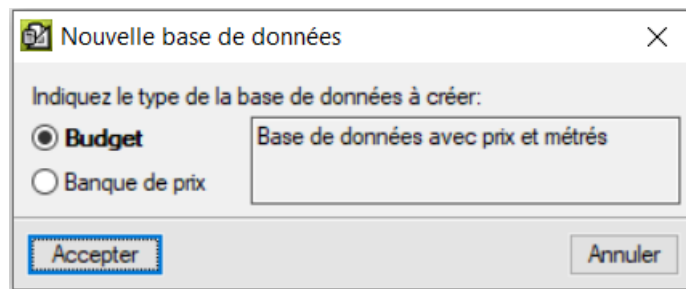 Nouvelle base de données
Indiquez le type de la base de données à créer:
Budget
Base de données avec prix et métrés
Banque de prix
Accepter
Annuler